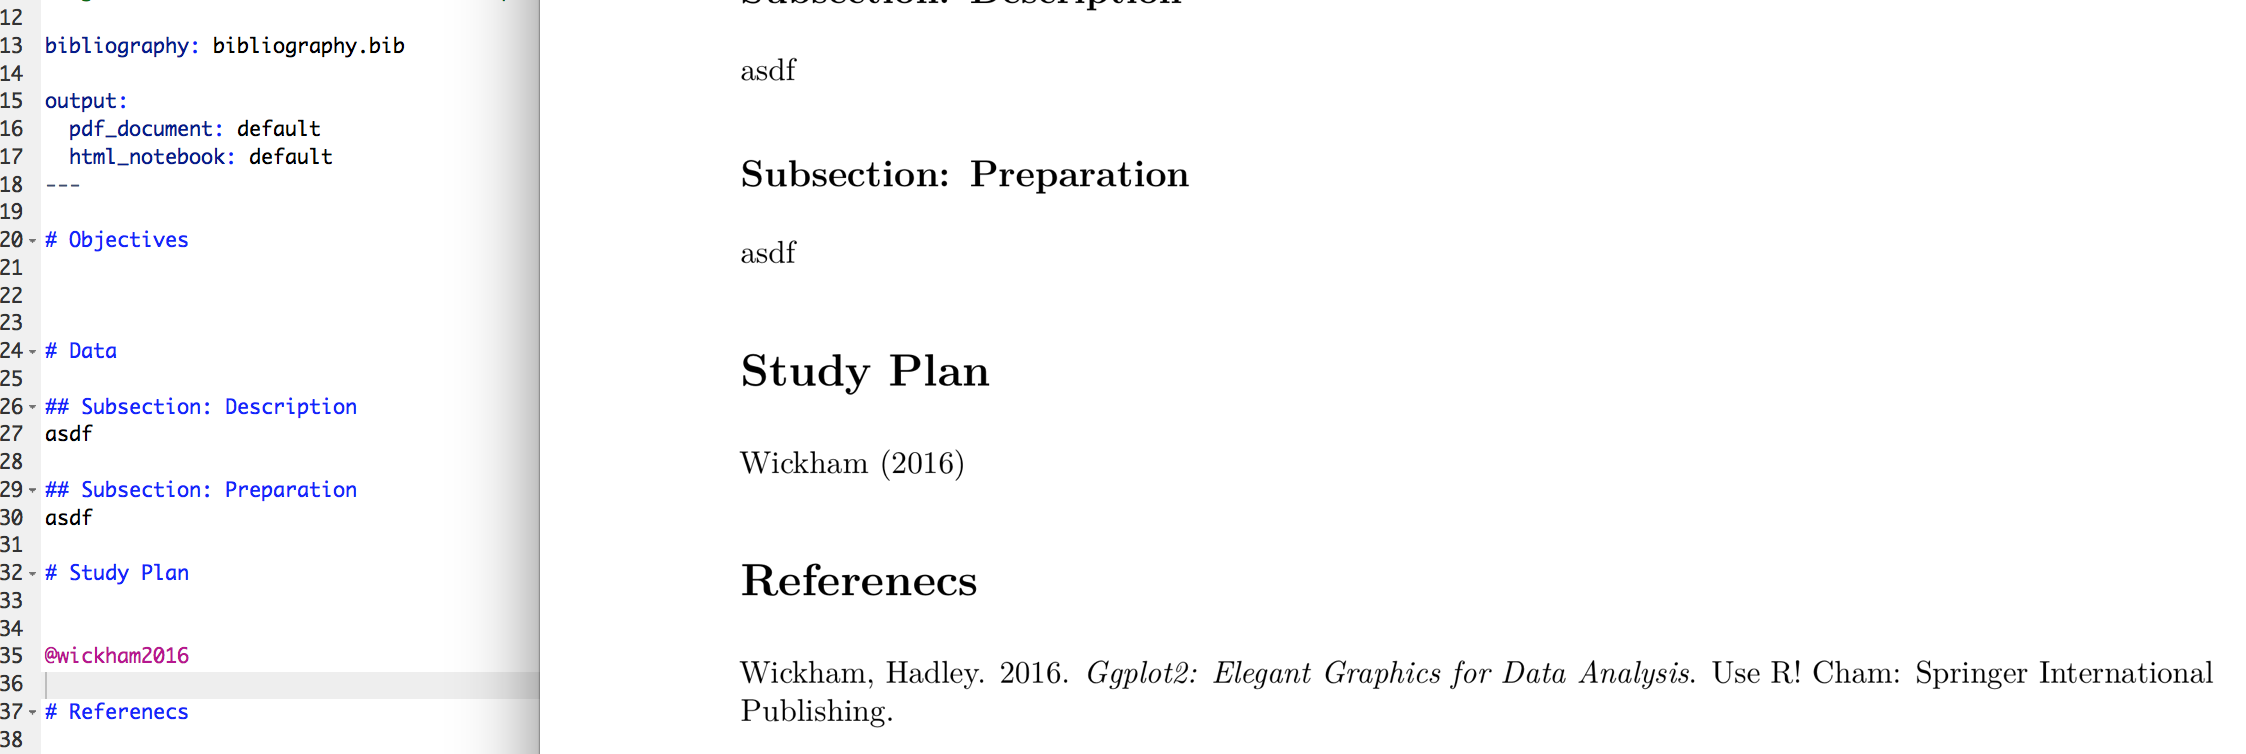 12
13 bibliography: bibliography.bib
14
15 output:
16   pdf_document: default
17   html_notebook: default
18 ---
19
20 # Objectives
21
22
23
24 # Data
25
26 ## Subsection: Description
27 asdf
28
29 ## Subsection: Preparation
30 asdf
31
32 # Study Plan
33
34
35 @wickham2016
36
37 # Referenecs
38
Subsection: Description
asdf
Subsection: Preparation
asdf
Study Plan
Wickham (2016)
Referenecs
Wickham, Hadley. 2016. Ggplot2: Elegant Graphics for Data Analysis. Use R! Cham: Springer International
Publishing.